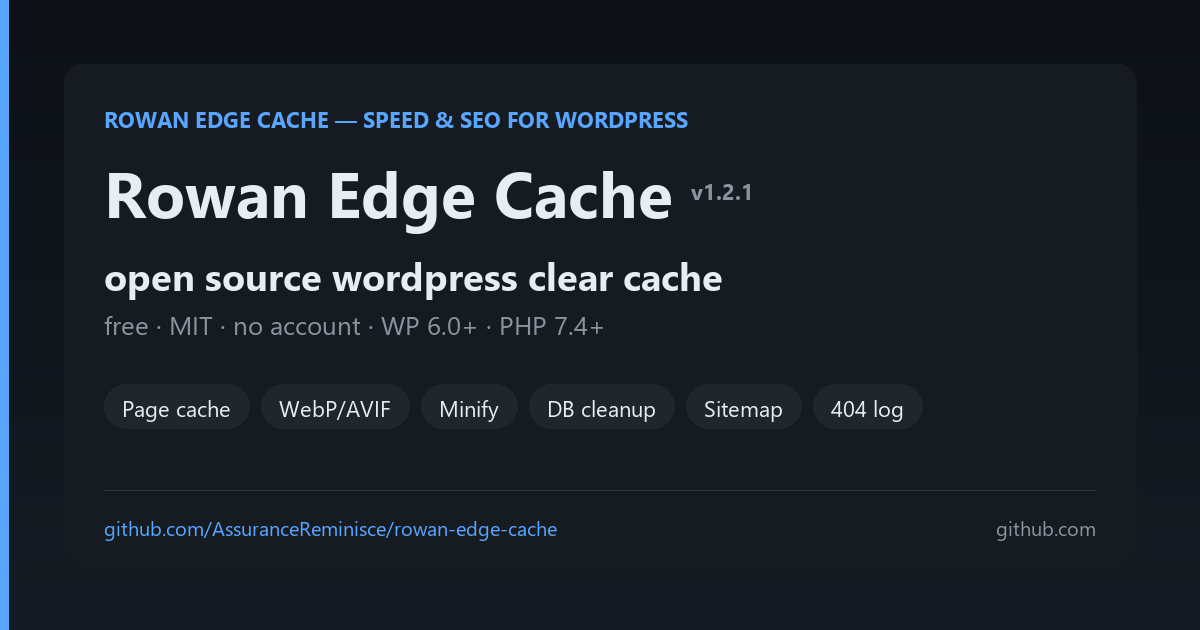 ROWAN EDGE CACHE — SPEED & SEO FOR WORDPRESS
Rowan Edge Cache v1.2.1
open source wordpress clear cache
free · MIT · no account · WP 6.0+ · PHP 7.4+
Page cache WebP/AVIF Minify DB cleanup Sitemap 404 log
github.com/AssuranceReminisce/rowan-edge-cache github.com